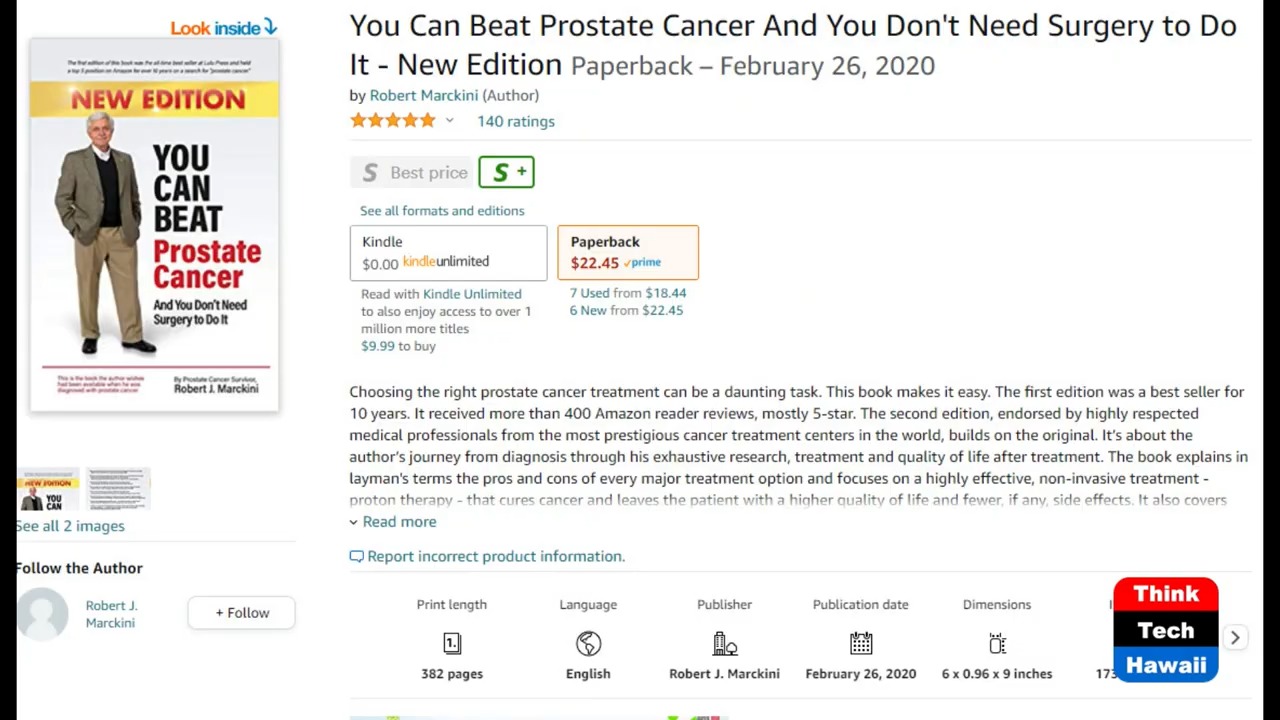 Look inside
The first edition of this book was the all-time best seller at Lulu Press and held
a top 3 position on Amazon for over 10 years on a search for "prostate cancer"
NEW EDITION
YOU
CAN
BEAT
Prostate
Cancer
And You Don't Need
Surgery to Do It
This is the book the author wishes
had been available when he was
diagnosed with prostate cancer
By Prostate Cancer Survivor,
Robert J. Marckini
NEW EDITION
YOU
CAN
See all 2 images
Follow the Author
Robert J.
Marckini
+ Follow
You Can Beat Prostate Cancer And You Don't Need Surgery to Do
It - New Edition Paperback – February 26, 2020
by Robert Marckini (Author)
140 ratings
S Best price S +
See all formats and editions
Kindle
$0.00 kindleunlimited
Read with Kindle Unlimited
to also enjoy access to over 1
million more titles
$9.99 to buy
Paperback
$22.45 prime
7 Used from $18.44
6 New from $22.45
Choosing the right prostate cancer treatment can be a daunting task. This book makes it easy. The first edition was a best seller for
10 years. It received more than 400 Amazon reader reviews, mostly 5-star. The second edition, endorsed by highly respected
medical professionals from the most prestigious cancer treatment centers in the world, builds on the original. It's about the
author's journey from diagnosis through his exhaustive research, treatment and quality of life after treatment. The book explains in
layman's terms the pros and cons of every major treatment option and focuses on a highly effective, non-invasive treatment -
proton therapy - that cures cancer and leaves the patient with a higher quality of life and fewer, if any, side effects. It also covers
Read more
Report incorrect product information.
Print length
1.
382 pages
Language
English
Publisher
Robert J. Marckini
Publication date
February 26, 2020
Dimensions
6 x 0.96 x 9 inches
173
Think
Tech
Hawaii